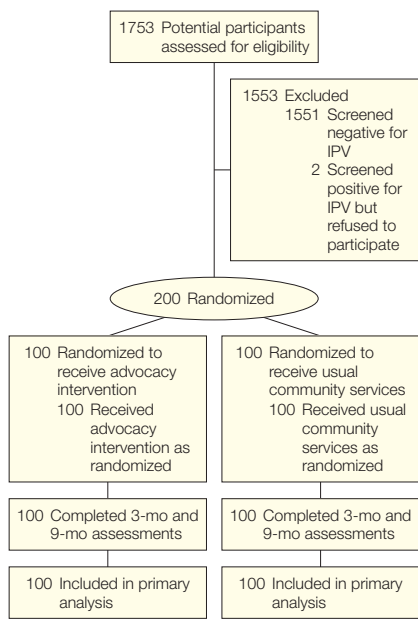 1753 Potential participants
assessed for eligibility
1553 Excluded
1551 Screened
negative for
IPV
2 Screened
positive for
IPV but
refused to
participate
200 Randomized
100 Randomized to
receive advocacy
intervention
100 Received
advocacy
intervention as
randomized
100 Randomized to
receive usual
community services
100 Received usual
community
services as
randomized
100 Completed 3-mo and
9-mo assessments
100 Completed 3-mo and
9-mo assessments
100 Included in primary
analysis
100 Included in primary
analysis